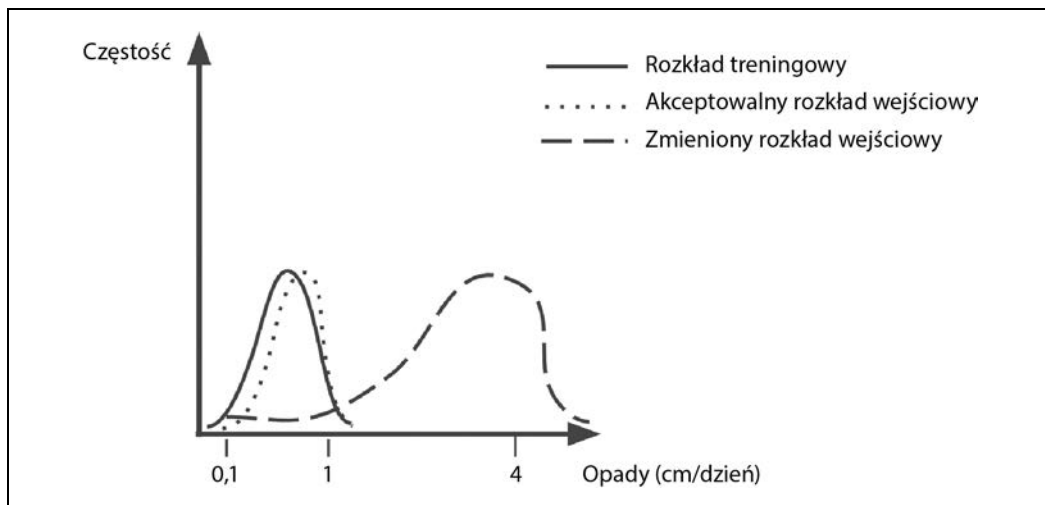 Częstość
Rozkład treningowy
Akceptowalny rozkład wejściowy
Zmieniony rozkład wejściowy
0,1 1 4 Opady (cm/dzień)